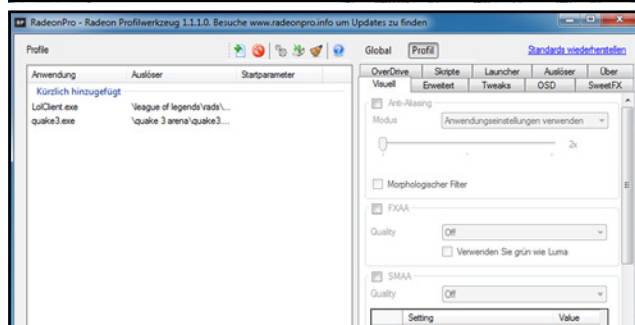 RadeonPro - Radeon Profilwerkzeug 1.1.1.0. Besuche www.radeonpro.info um Updates zu finden
Profile
Global Profil Standards wiederherstellen
Anwendung Auslöser Startparameter
Kürzlich hinzugefügt
LolClient.exe \league of legends\rads\...
quake3.exe \quake 3 arena\quake3....
OverDrive Skripte Launcher Auslöser Über
Visuell Erweitert Tweaks OSD SweetFX
Anti-Aliasing
Modus Anwendungseinstellungen verwenden
2x
Morphologischer Filter
FXAA
Quality Off
Verwenden Sie grün wie Luma
SMAA
Quality Off
Setting Value